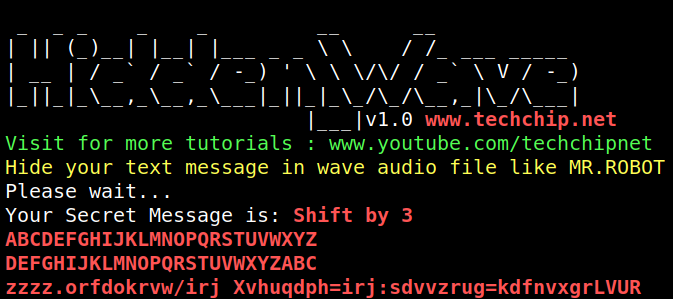 HiddenWave
v1.0 www.techchip.net
Visit for more tutorials : www.youtube.com/techchipnet
Hide your text message in wave audio file like MR.ROBOT
Please wait...
Your Secret Message is: Shift by 3
ABCDEFGHIJKLMNOPQRSTUVWXYZ
DEFGHIJKLMNOPQRSTUVWXYZABC
zzzz.orfdokrvw/irj Xvhuqdph=irj:sdvvzrug=kdfnvxgrLVUR